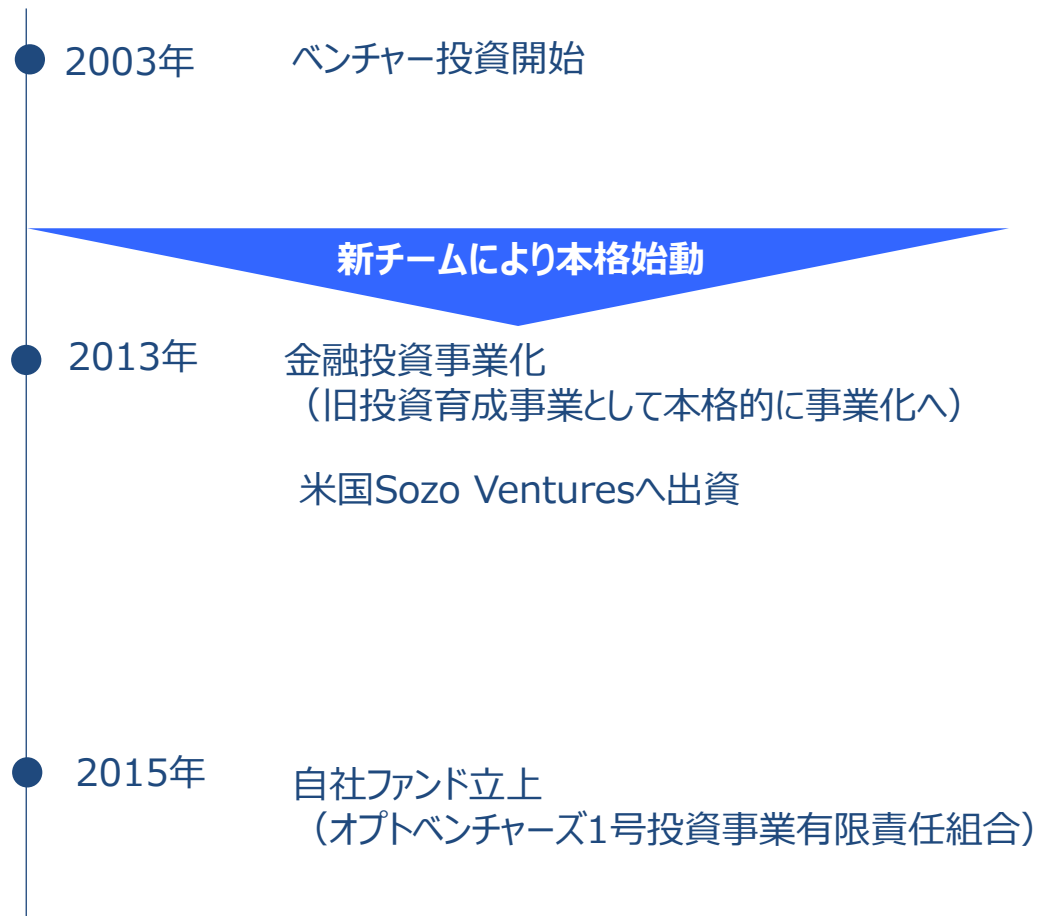 2003年 ベンチャー投資開始
新チームにより本格始動
2013年 金融投資事業化
（旧投資育成事業として本格的に事業化へ）
米国Sozo Venturesへ出資
2015年 自社ファンド立上
（オプトベンチャーズ1号投資事業有限責任組合）